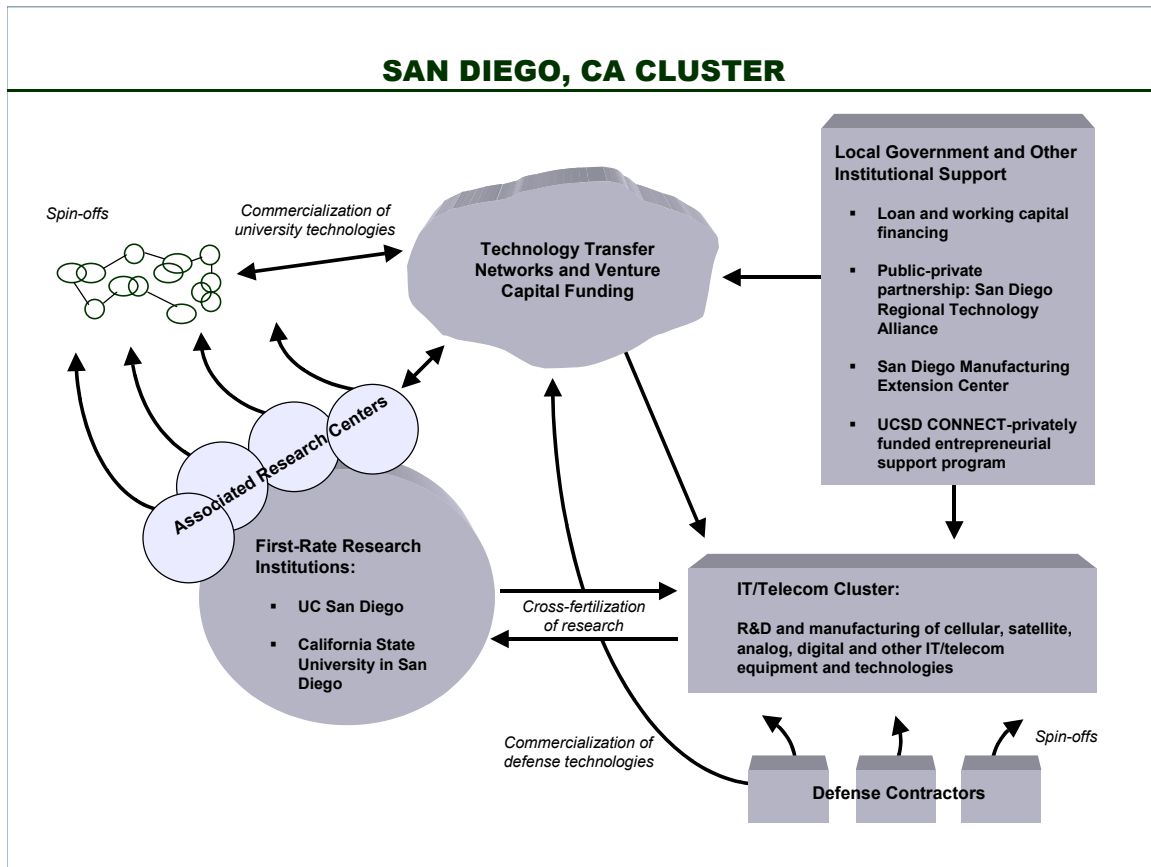 SAN DIEGO, CA CLUSTER
Spin-offs
Commercialization of
university technologies
Technology Transfer
Networks and Venture
Capital Funding
Local Government and Other
Institutional Support
▪ Loan and working capital
financing
▪ Public-private
partnership: San Diego
Regional Technology
Alliance
▪ San Diego Manufacturing
Extension Center
▪ UCSD CONNECT-privately
funded entrepreneurial
support program
Associated Research Centers
First-Rate Research
Institutions:
▪ UC San Diego
▪ California State
University in San
Diego
Cross-fertilization
of research
IT/Telecom Cluster:
R&D and manufacturing of cellular, satellite,
analog, digital and other IT/telecom
equipment and technologies
Commercialization of
defense technologies
Spin-offs
Defense Contractors